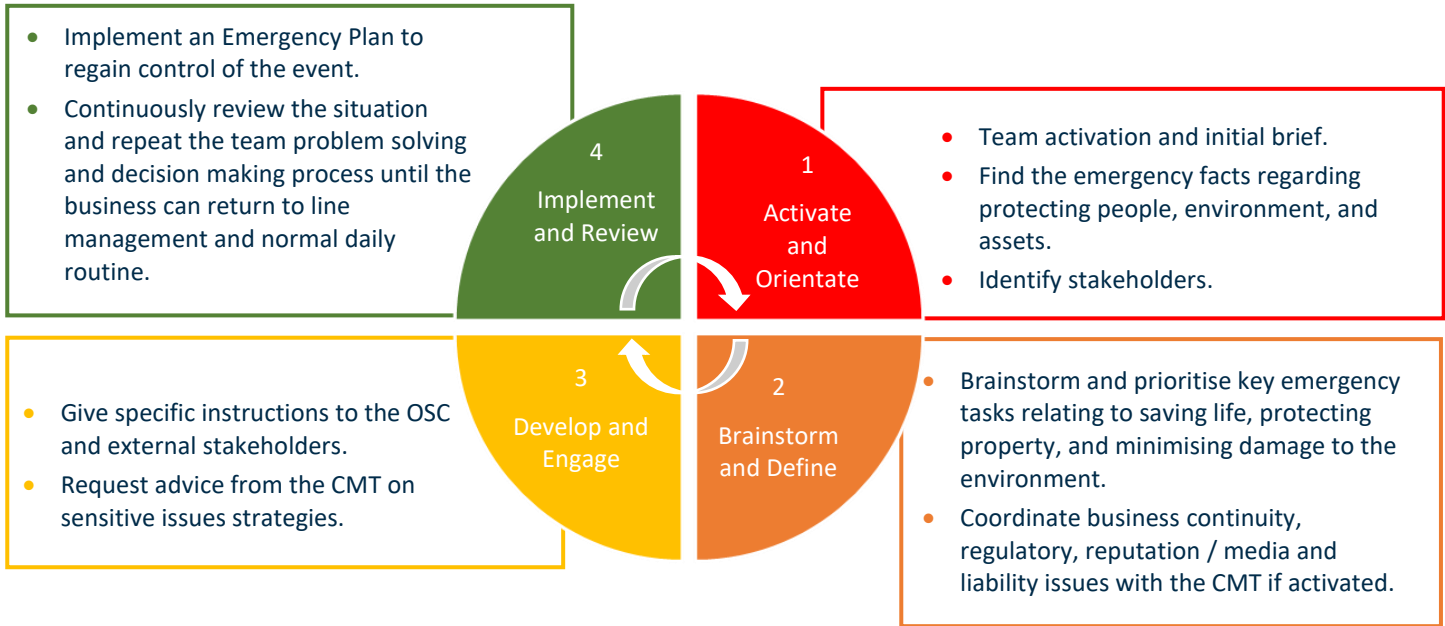 • Implement an Emergency Plan to
regain control of the event.
• Continuously review the situation
and repeat the team problem solving
and decision making process until the
business can return to line
management and normal daily
routine.
4
Implement
and Review
1
Activate
and
Orientate
• Team activation and initial brief.
• Find the emergency facts regarding
protecting people, environment, and
assets.
• Identify stakeholders.
• Give specific instructions to the OSC
and external stakeholders.
• Request advice from the CMT on
sensitive issues strategies.
3
Develop and
Engage
2
Brainstorm
and Define
• Brainstorm and prioritise key emergency
tasks relating to saving life, protecting
property, and minimising damage to the
environment.
• Coordinate business continuity,
regulatory, reputation / media and
liability issues with the CMT if activated.